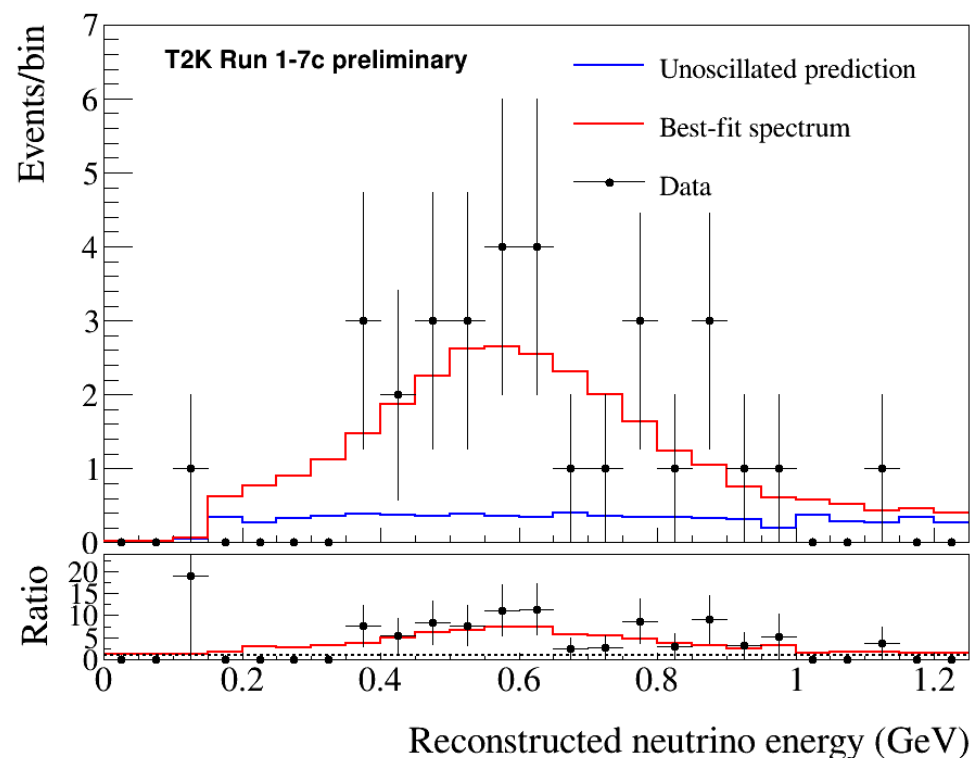 7
T2K Run 1-7c preliminary
Unoscillated prediction
6
Best-fit spectrum
5
Data
4
3
2
1
0
Events/bin
20
15
10
5
0
Ratio
0 0.2 0.4 0.6 0.8 1 1.2
Reconstructed neutrino energy (GeV)